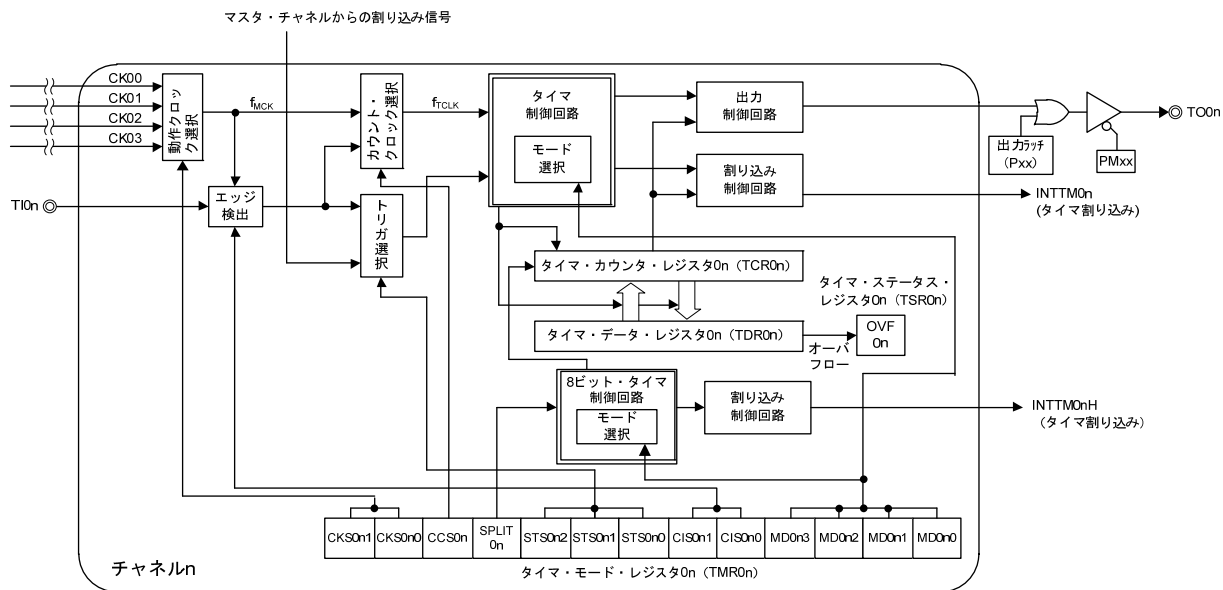 マスタ・チャネルからの割り込み信号
CK00
CK01
CK02
CK03
動作クロッ
ク選択
fMCK
カウント・
クロック選択
fTCLK
タイマ
制御回路
モード
選択
出力
制御回路
出力ラッチ
(Pxx)
PMxx
TO0n
TI0n
エッジ
検出
トリガ選択
割り込み
制御回路
INTTM0n
(タイマ割り込み)
タイマ・カウンタ・レジスタ0n（TCR0n）
タイマ・ステータス・
レジスタ0n（TSR0n）
タイマ・データ・レジスタ0n（TDR0n）
オーバ
フロー
OVF
0n
8ビット・タイマ
制御回路
モード
選択
割り込み
制御回路
INTTM0nH
（タイマ割り込み）
CKS0n1
CKS0n0
CCS0n
SPLIT
0n
STS0n2
STS0n1
STS0n0
CIS0n1
CIS0n0
MD0n3
MD0n2
MD0n1
MD0n0
チャネルn
タイマ・モード・レジスタ0n（TMR0n）